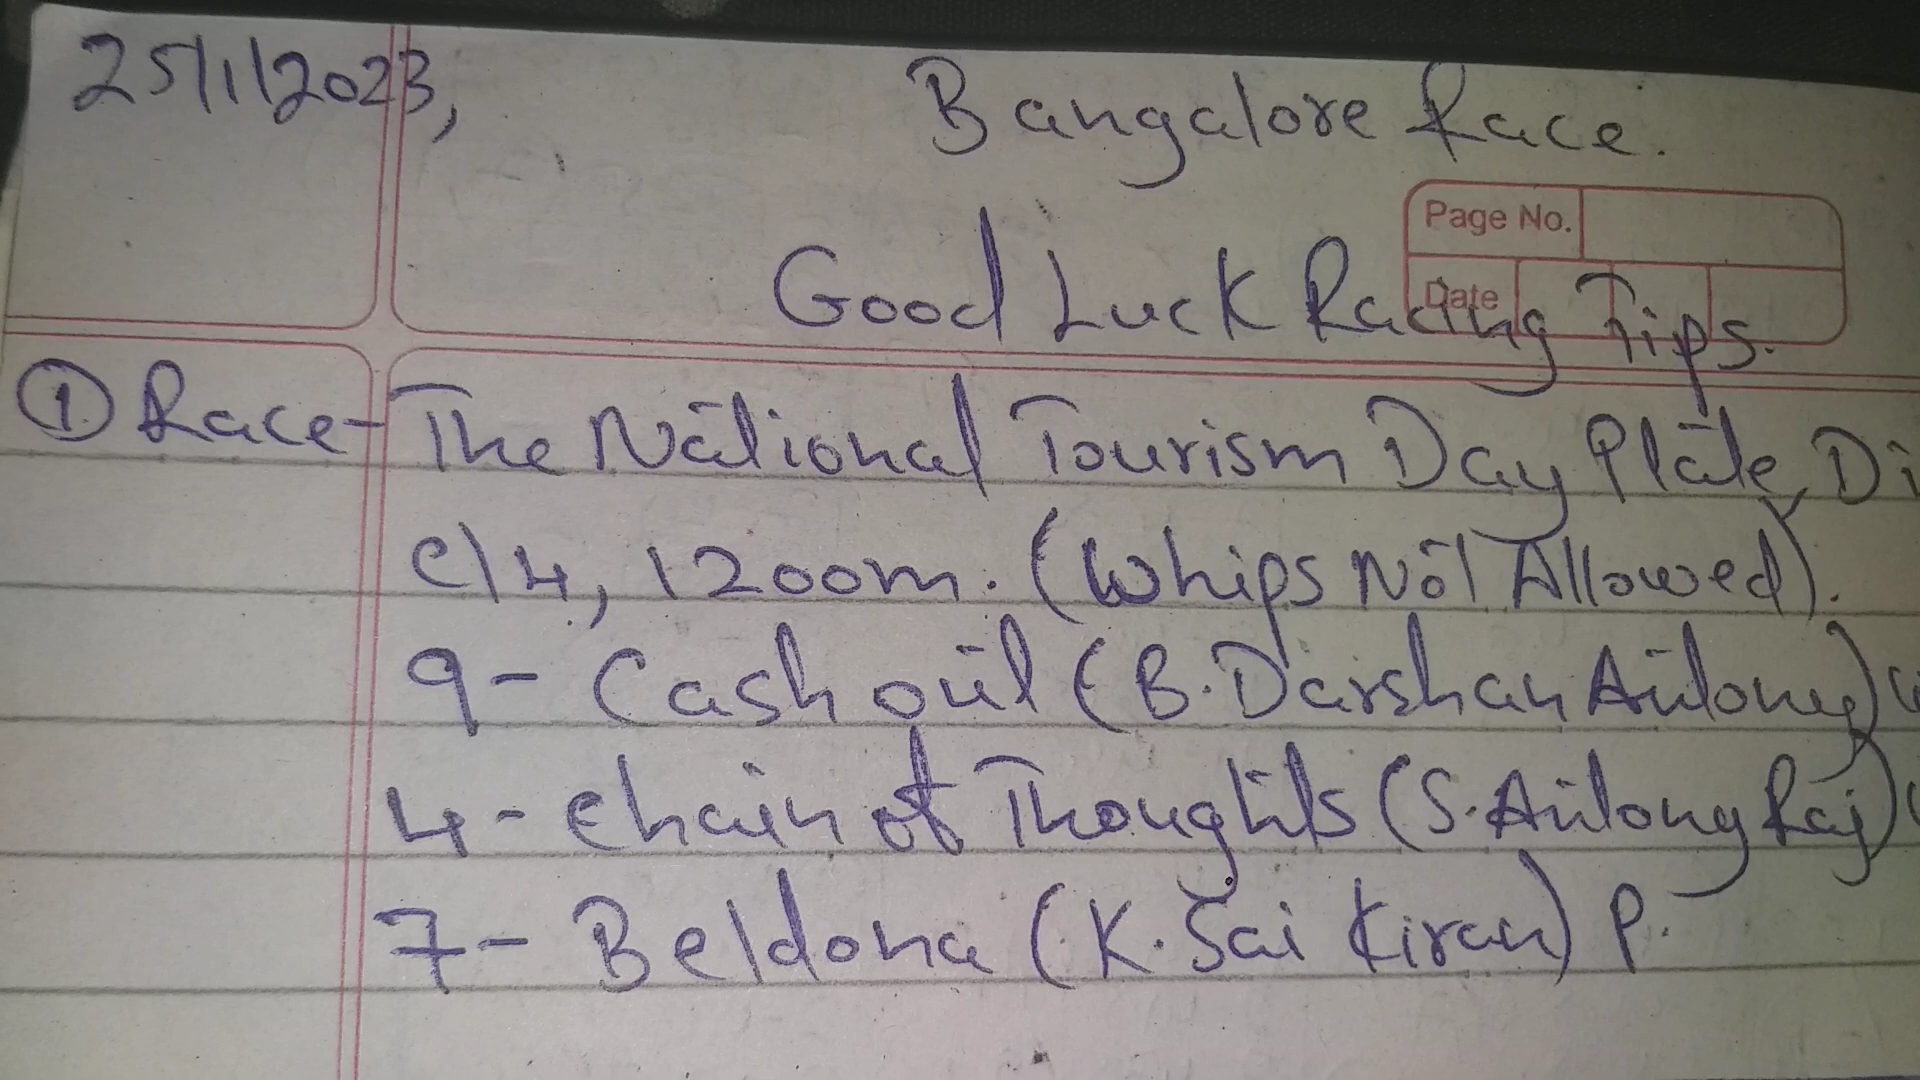 25/1/2023, Bangalore Race.
Page No.
Good Luck Racing Tips.
Date
① Race- The National Tourism Day Plate, Di
C/4, 1200m. (Whips Not Allowed).
9- Cash out (B. Darshan Antony)
4- Chain of Thoughts (S. Antony Raj)
7- Beldona (K. Sai Kiran) P.